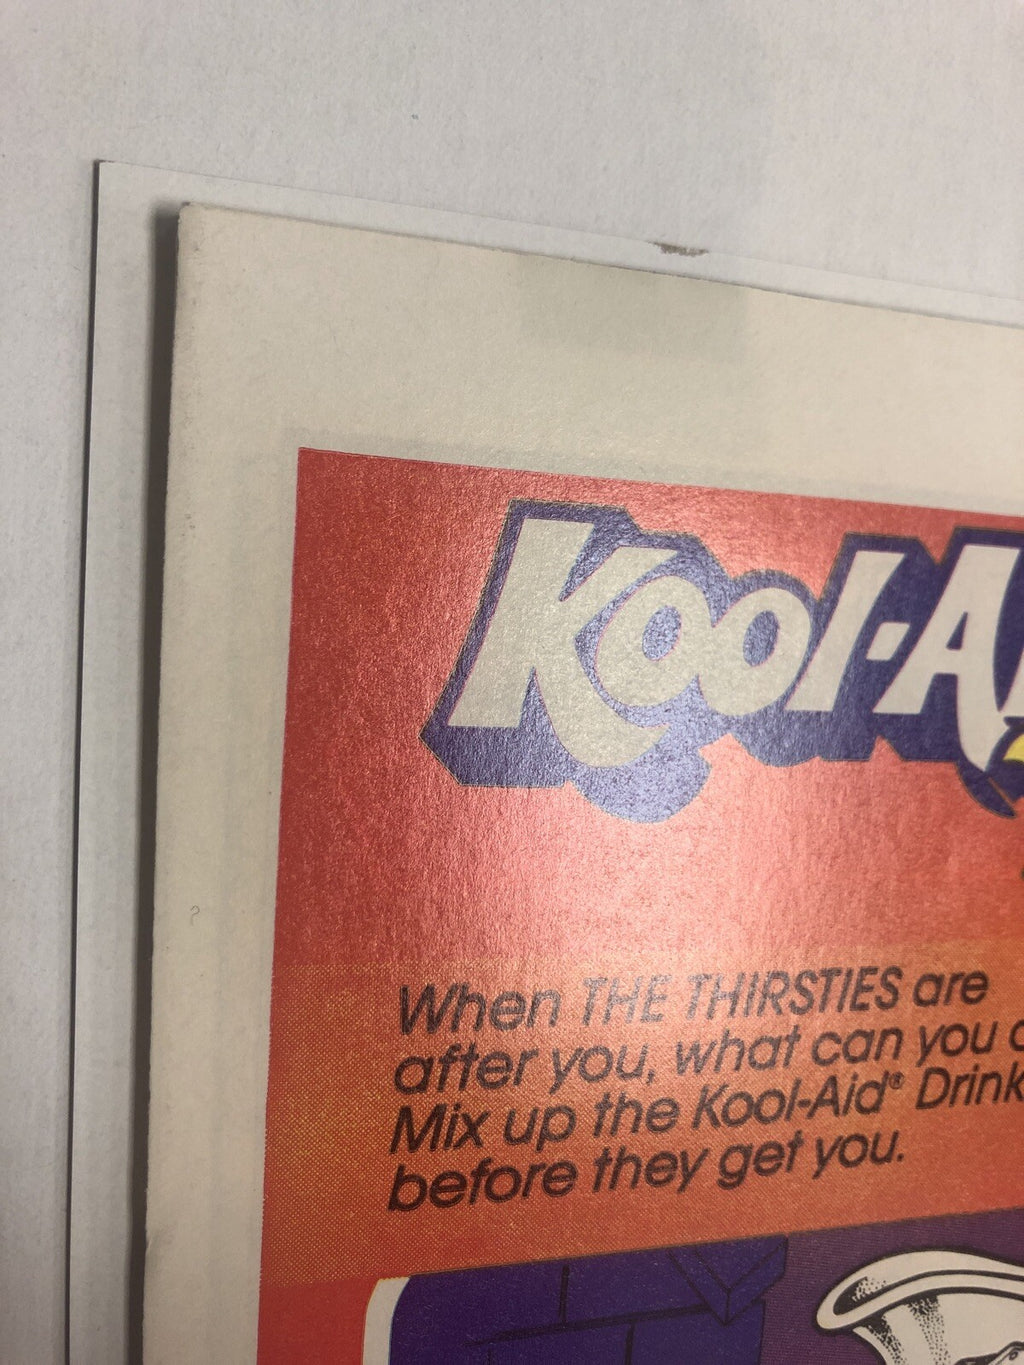 Kool-A
When THE THIRSTIES are
after you, what can you
Mix up the Kool-Aid® Drink
before they get you.